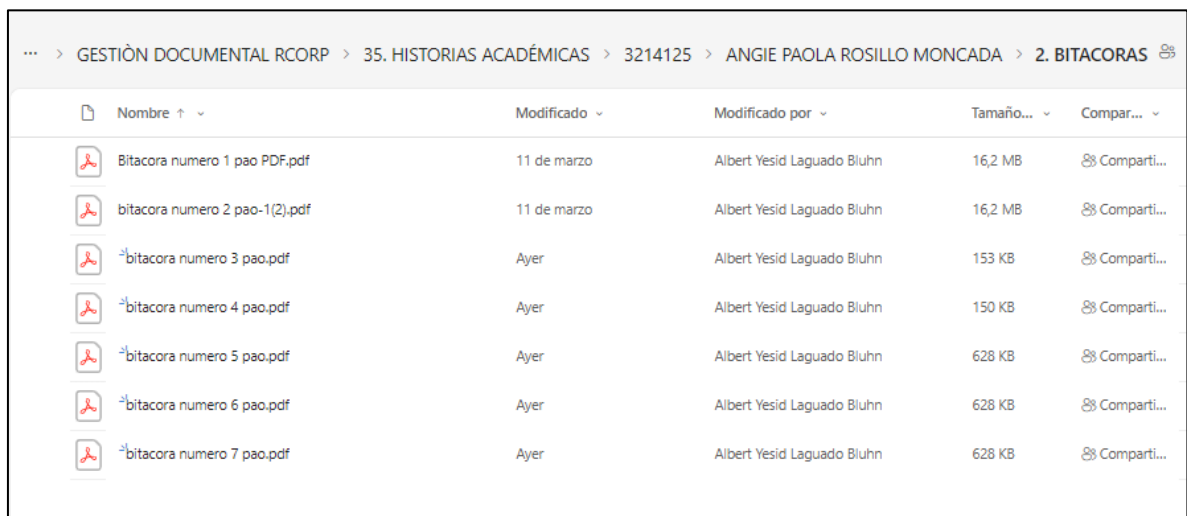 ... > GESTIÒN DOCUMENTAL RCORP > 35. HISTORIAS ACADÉMICAS > 3214125 > ANGIE PAOLA ROSILLO MONCADA > 2. BITACORAS
Nombre ↑ Modificado Modificado por Tamaño... Compar...
Bitacora numero 1 pao PDF.pdf 11 de marzo Albert Yesid Laguado Bluhn 16,2 MB Comparti...
bitacora numero 2 pao-1(2).pdf 11 de marzo Albert Yesid Laguado Bluhn 16,2 MB Comparti...
bitacora numero 3 pao.pdf Ayer Albert Yesid Laguado Bluhn 153 KB Comparti...
bitacora numero 4 pao.pdf Ayer Albert Yesid Laguado Bluhn 150 KB Comparti...
bitacora numero 5 pao.pdf Ayer Albert Yesid Laguado Bluhn 628 KB Comparti...
bitacora numero 6 pao.pdf Ayer Albert Yesid Laguado Bluhn 628 KB Comparti...
bitacora numero 7 pao.pdf Ayer Albert Yesid Laguado Bluhn 628 KB Comparti...